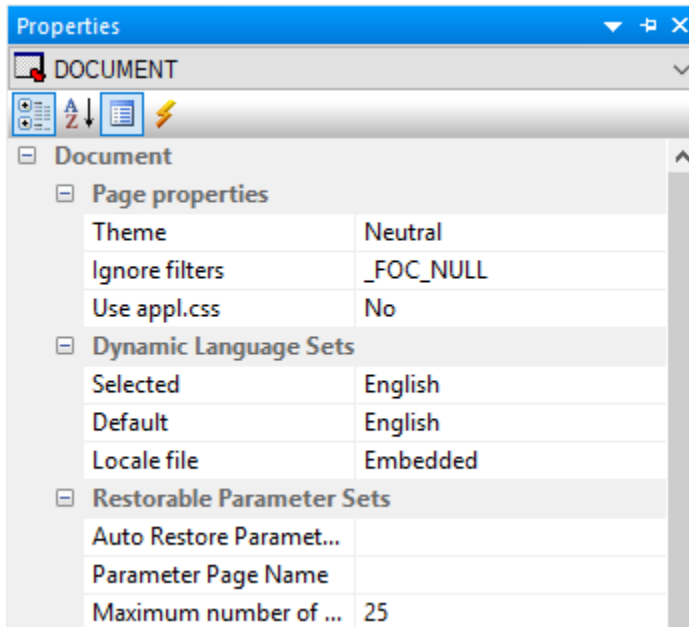 Properties
DOCUMENT
Document
Page properties
Theme Neutral
Ignore filters _FOC_NULL
Use appl.css No
Dynamic Language Sets
Selected English
Default English
Locale file Embedded
Restorable Parameter Sets
Auto Restore Paramet...
Parameter Page Name
Maximum number of ... 25